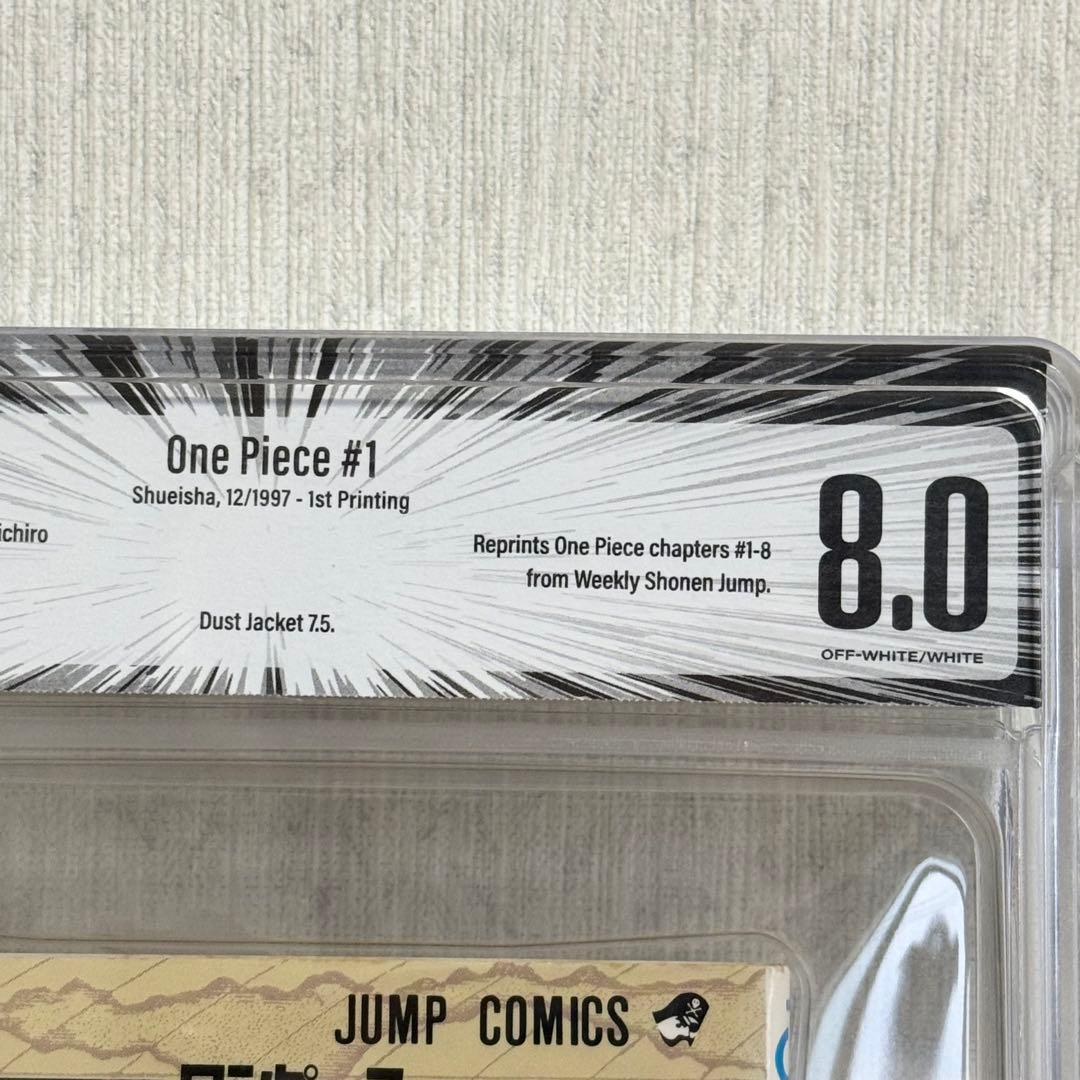 One Piece #1
Shueisha, 12/1997 - 1st Printing
ichiro
Reprints One Piece chapters #1-8
from Weekly Shonen Jump.
Dust Jacket 7.5.
8.0
OFF-WHITE/WHITE
JUMP COMICS